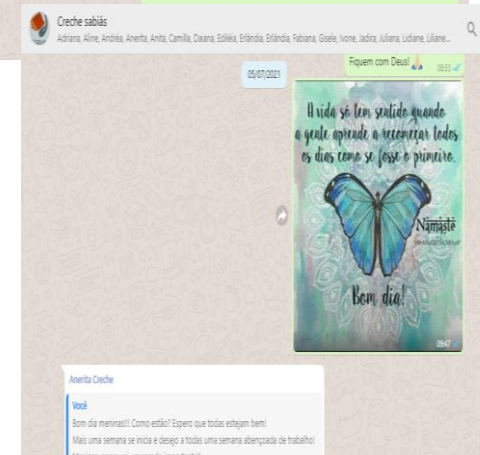 Creche sabiás
Adriana, Aline, Andréa, Anerita, Anita, Camilla, Daiana, Ediléia, Erlândia, Erlândia, Fabiana, Gisele, Ivone, Jadira, Juliana, Lidiane, Liliane...
Fiquem com Deus! 🙏
08:53
05/07/2021
A vida só tem sentido quando
a gente aprende a recomeçar todos
os dias como se fosse o primeiro.
Namastê
Bom dia!
09:47
Anerita Creche
Você
Bom dia meninas!!! Como estão? Espero que todas estejam bem!
Mais uma semana se inicia e desejo a todas uma semana abençoada de trabalho!